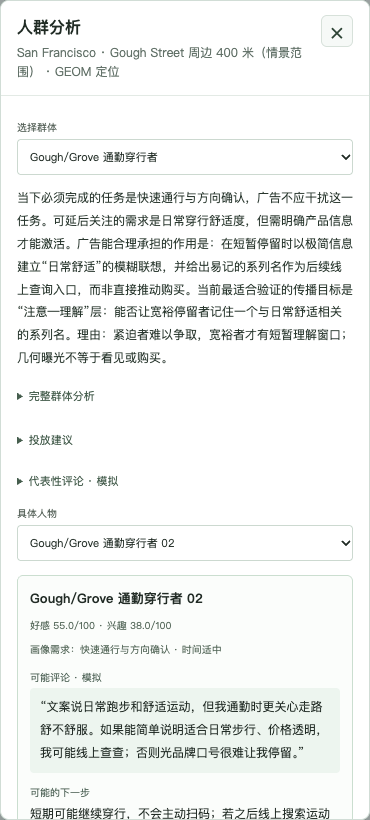 人群分析
San Francisco · Gough Street 周边 400 米（情景范
围） · GEOM 定位
选择群体
Gough/Grove 通勤穿行者
当下必须完成的任务是快速通行与方向确认，广告不应干扰这一
任务。可延后关注的需求是日常穿行舒适度，但需明确产品信息
才能激活。广告能合理承担的作用是：在短暂停留时以极简信息
建立“日常舒适”的模糊联想，并给出易记的系列名作为后续线
上查询入口，而非直接推动购买。当前最适合验证的传播目标是
“注意—理解”层：能否让宽裕停留者记住一个与日常舒适相关
的系列名。理由：紧迫者难以争取，宽裕者才有短暂理解窗口；
几何曝光不等于看见或购买。
完整群体分析
投放建议
代表性评论 · 模拟
具体人物
Gough/Grove 通勤穿行者 02
Gough/Grove 通勤穿行者 02
好感 55.0/100 · 兴趣 38.0/100
画像需求：快速通行与方向确认 · 时间适中
可能评论 · 模拟
“文案说日常跑步和舒适运动，但我通勤时更关心走路
舒不舒服。如果能简单说明适合日常步行、价格透明，
我可能线上查查；否则光品牌口号很难让我停留。”
可能的下一步
短期可能继续穿行，不会主动扫码；若之后线上搜索运动